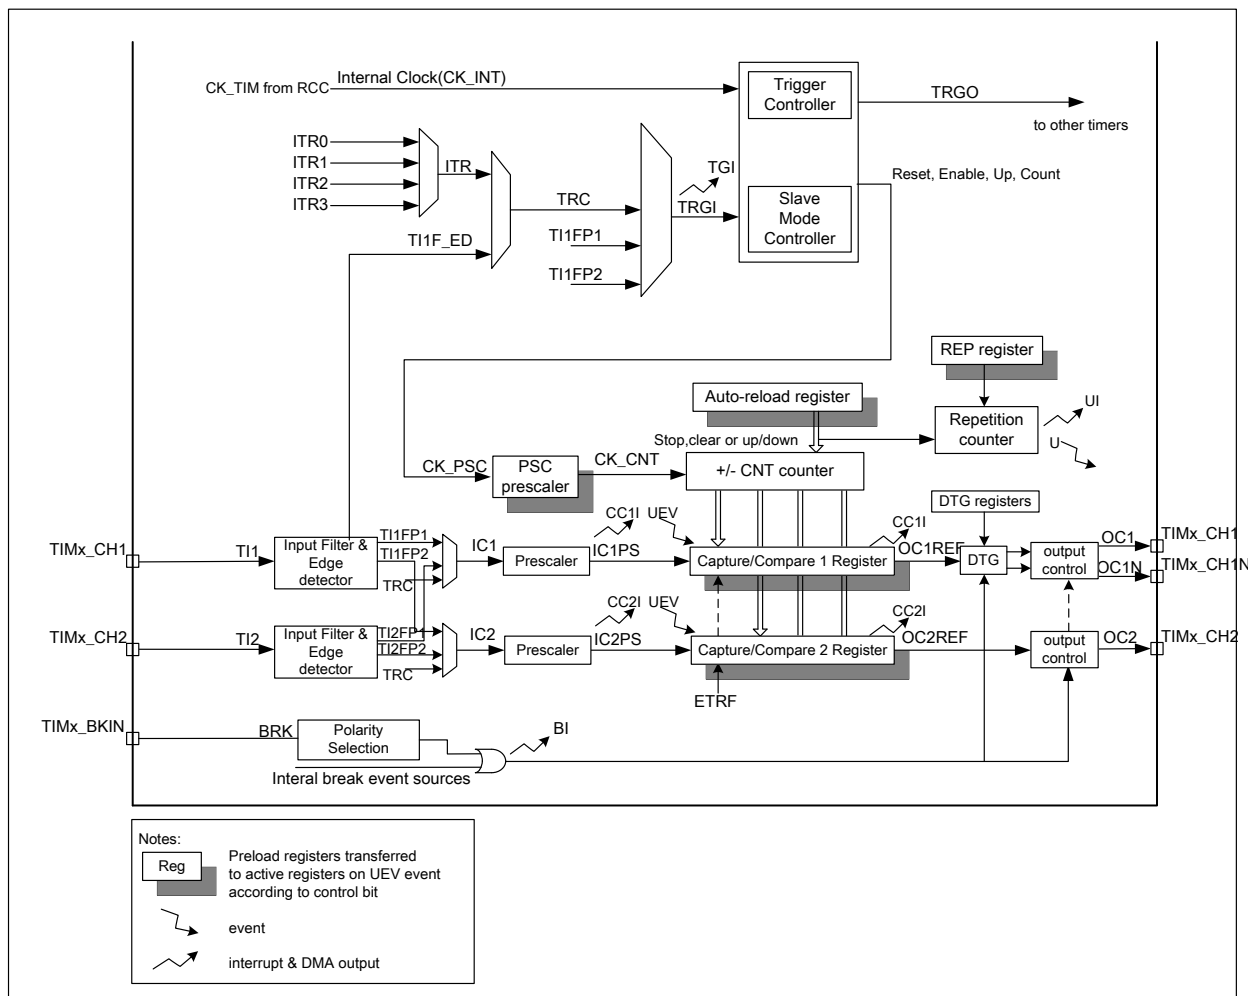 CK_TIM from RCC
Internal Clock(CK_INT)
Trigger
Controller
TRGO
to other timers
ITR0
ITR1
ITR2
ITR3
ITR
TI1F_ED
TRC
TI1FP1
TI1FP2
TGI
TRGI
Slave
Mode
Controller
Reset, Enable, Up, Count
REP register
Auto-reload register
Repetition
counter
UI
U
Stop,clear or up/down
CK_PSC
PSC
prescaler
CK_CNT
+/- CNT counter
DTG registers
TIMx_CH1
TI1
Input Filter &
Edge
detector
TI1FP1
TI1FP2
TRC
IC1
Prescaler
CC1I
IC1PS
UEV
Capture/Compare 1 Register
CC1I
OC1REF
DTG
output
control
OC1
OC1N
TIMx_CH1
TIMx_CH1N
TIMx_CH2
TI2
Input Filter &
Edge
detector
TI2FP1
TI2FP2
TRC
IC2
Prescaler
CC2I
IC2PS
UEV
Capture/Compare 2 Register
CC2I
OC2REF
output
control
OC2
TIMx_CH2
ETRF
TIMx_BKIN
BRK
Polarity
Selection
BI
Interal break event sources
Notes:
Reg
Preload registers transferred
to active registers on UEV event
according to control bit
event
interrupt & DMA output